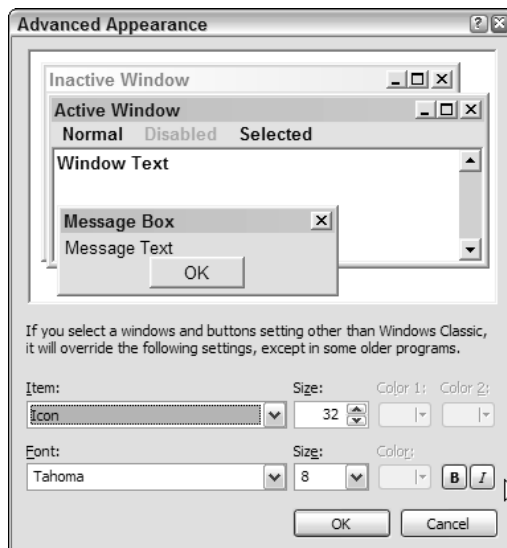 Advanced Appearance
Inactive Window
Active Window
Normal Disabled Selected
Window Text
Message Box
Message Text
OK
If you select a windows and buttons setting other than Windows Classic,
it will override the following settings, except in some older programs.
Item: Size: Color 1: Color 2:
Icon 32
Font: Size: Color:
Tahoma 8 B I
OK Cancel